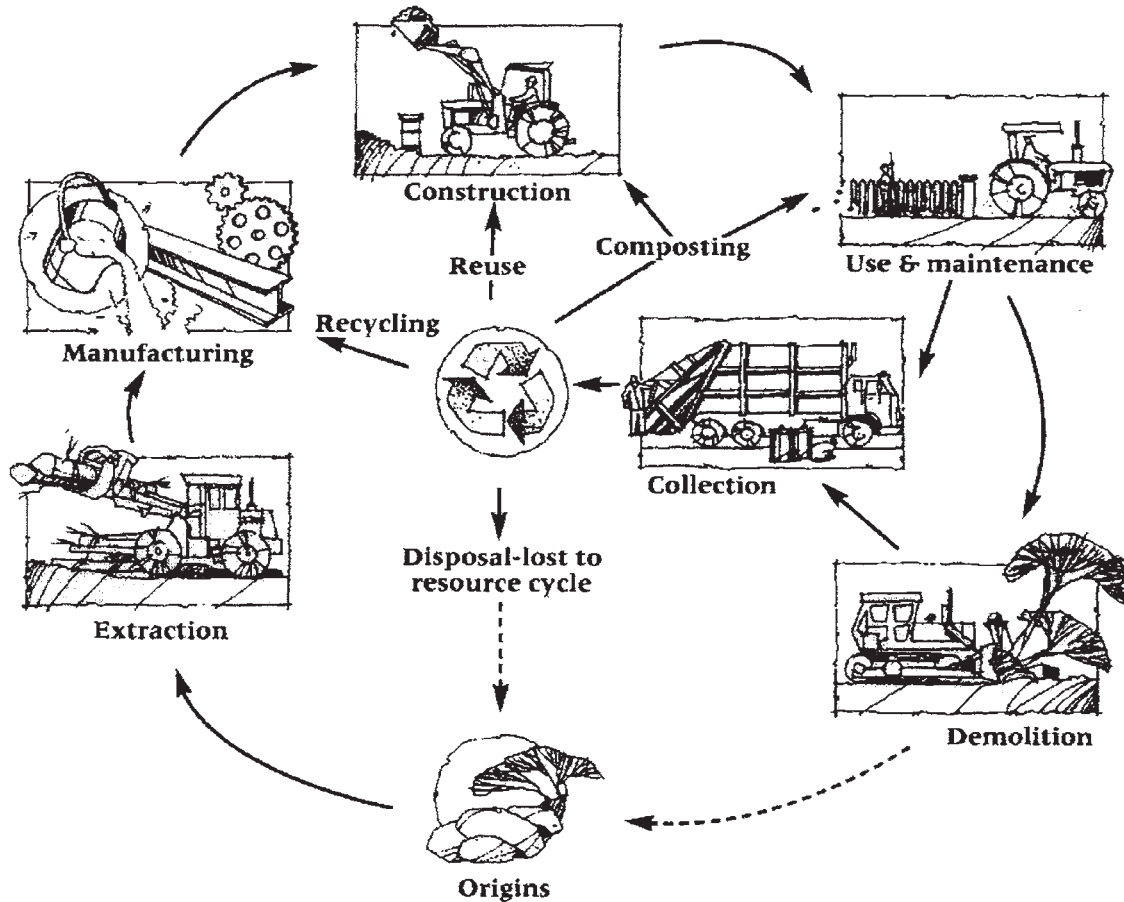 Construction
Composting
Use & maintenance
Reuse
Recycling
Manufacturing
Collection
Disposal-lost to
resource cycle
Extraction
Demolition
Origins